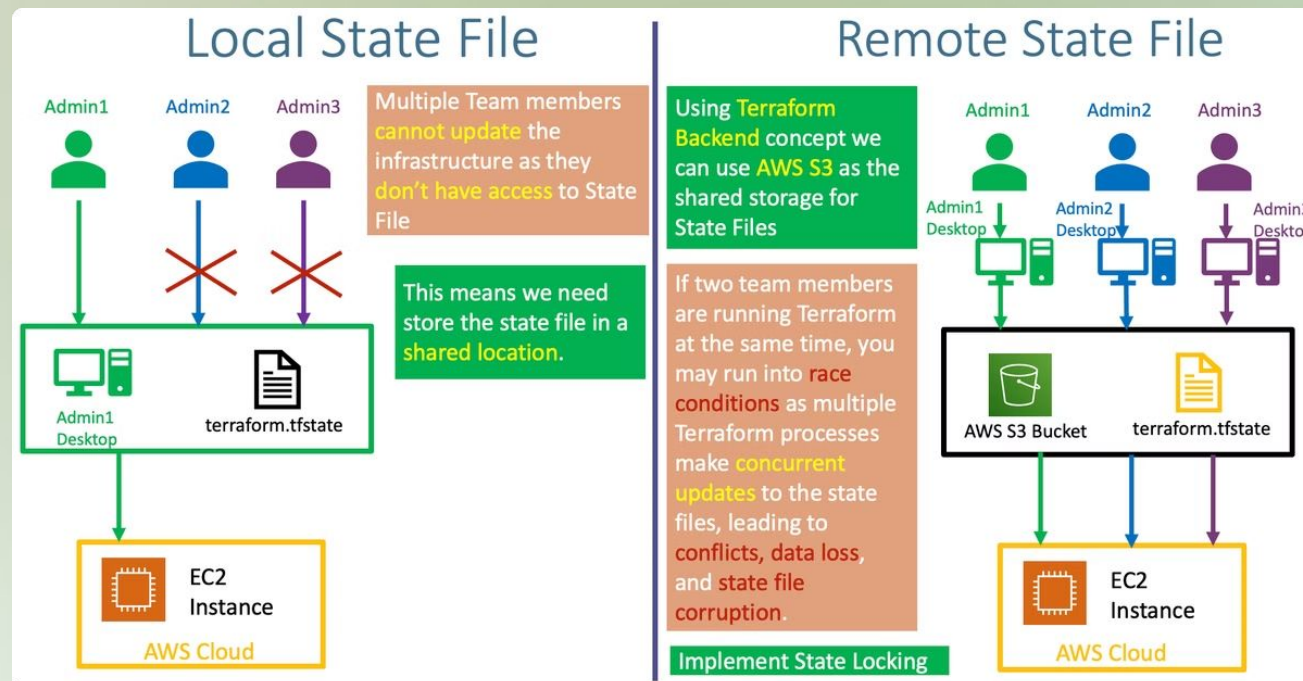 Local State File
Admin1
Admin2
Admin3
Multiple Team members
cannot update the
infrastructure as they
don't have access to State
File
This means we need
store the state file in a
shared location.
Admin1
Desktop
terraform.tfstate
EC2
Instance
AWS Cloud
Remote State File
Using Terraform
Backend concept we
can use AWS S3 as the
shared storage for
State Files
If two team members
are running Terraform
at the same time, you
may run into race
conditions as multiple
Terraform processes
make concurrent
updates to the state
files, leading to
conflicts, data loss,
and state file
corruption.
Implement State Locking
Admin1
Admin2
Admin3
Admin1
Desktop
Admin2
Desktop
AWS S3 Bucket
terraform.tfstate
EC2
Instance
AWS Cloud